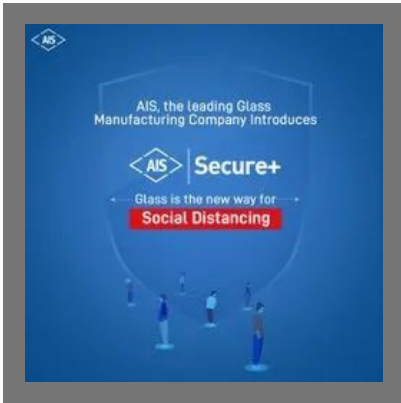 AIS
AIS, the leading Glass
Manufacturing Company Introduces
AIS Secure+
Glass is the new way for
Social Distancing